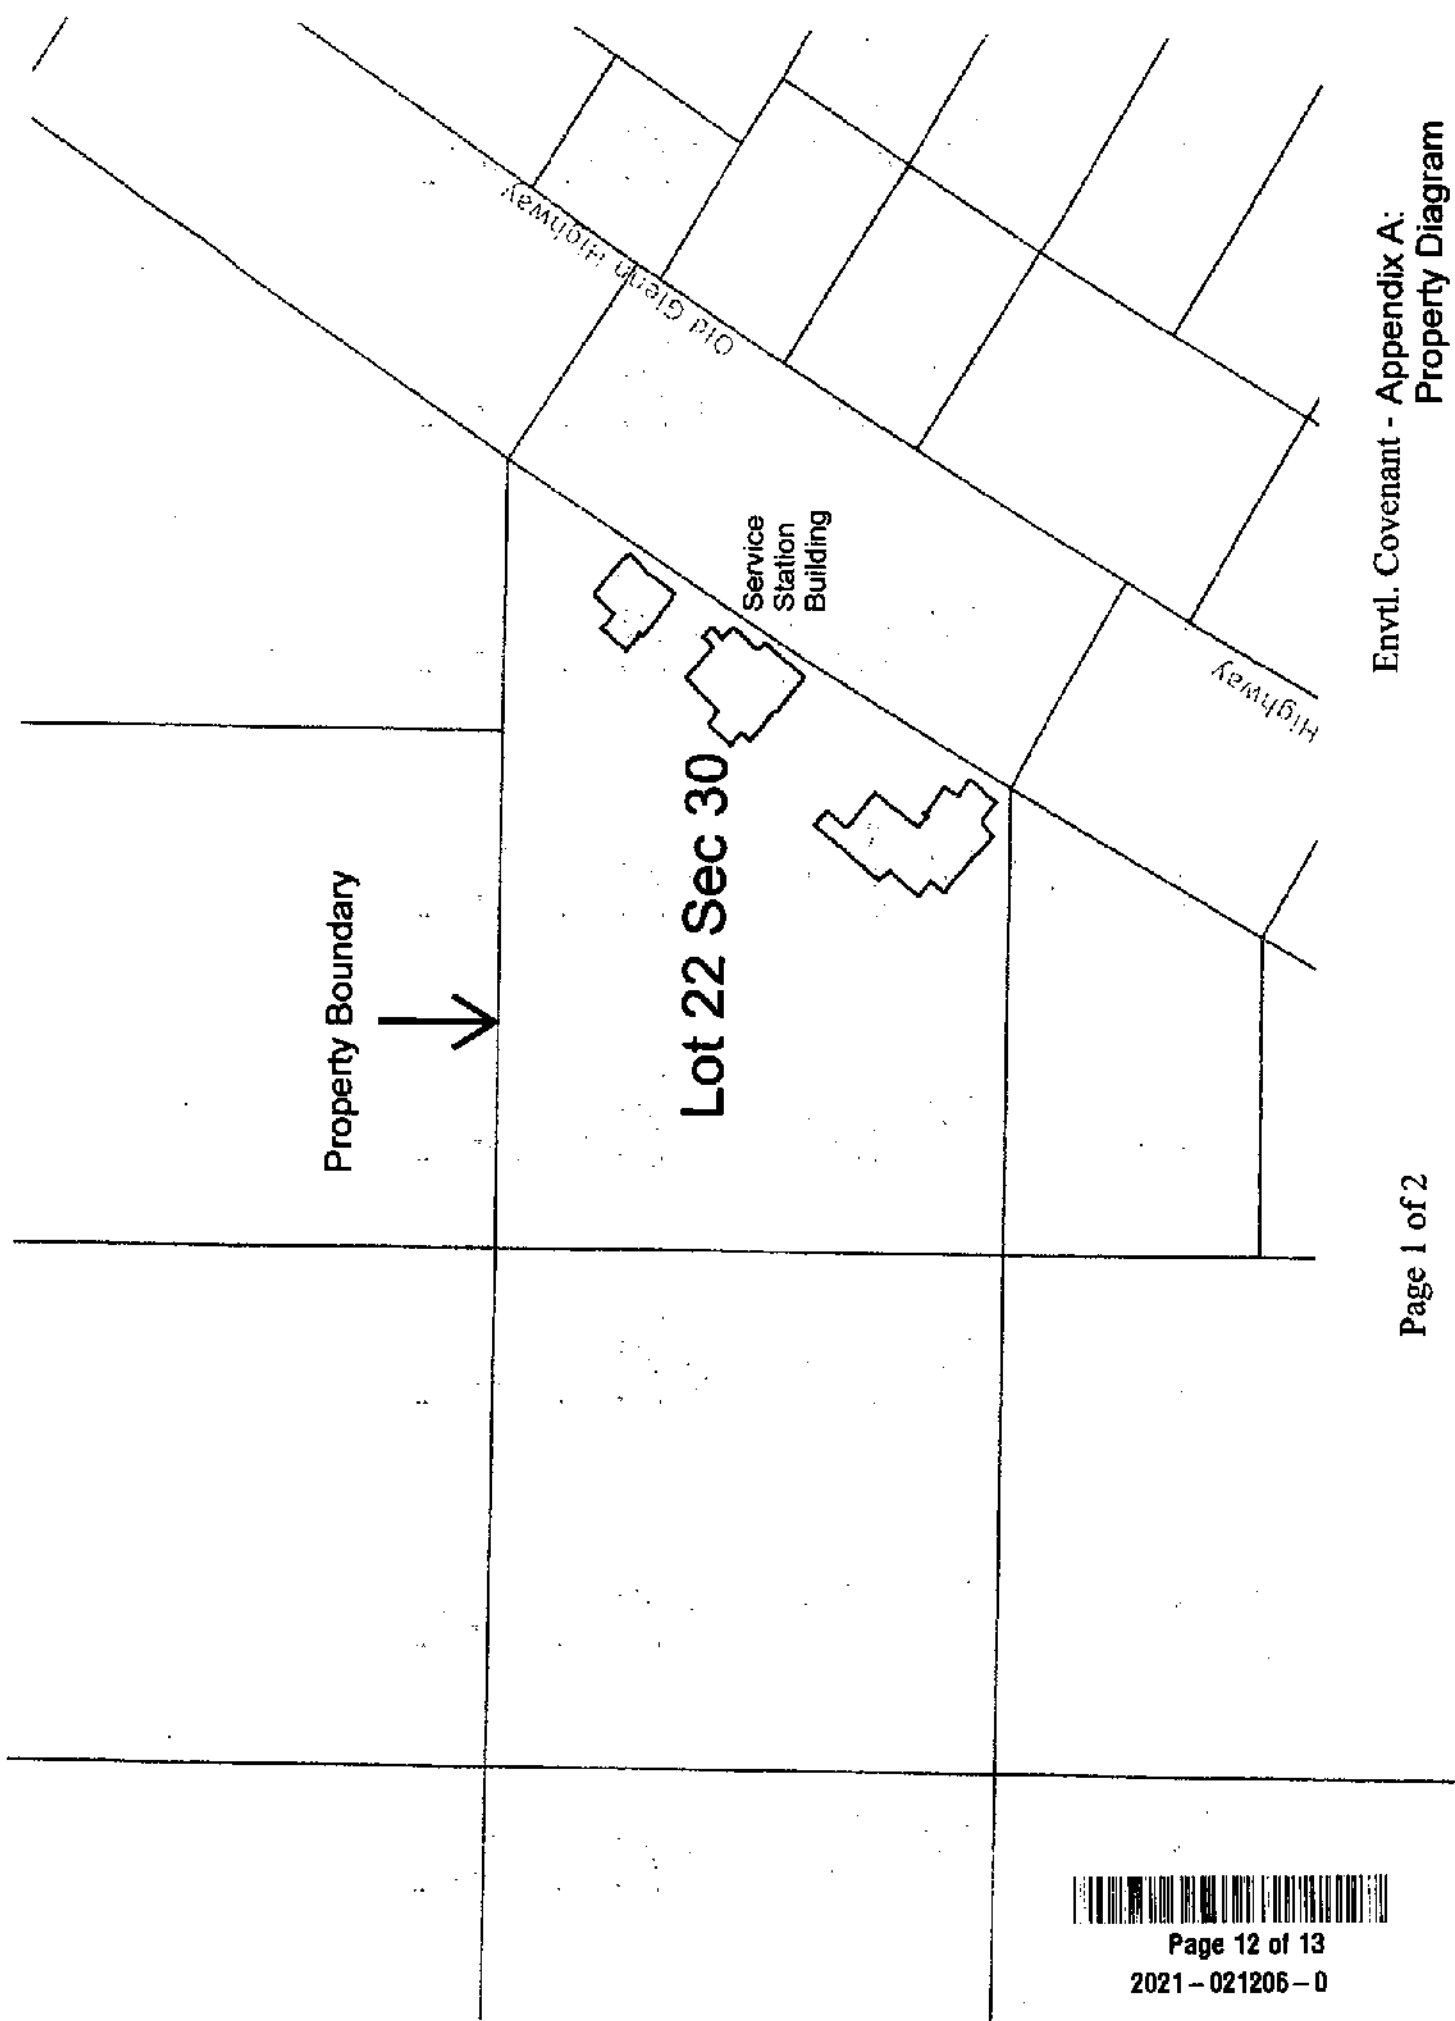 Property Boundary
Lot 22 Sec 30
Service
Station
Building
Old Glenn Highway
Highway
Envtl. Covenant - Appendix A:
Property Diagram
Page 1 of 2
Page 12 of 13
2021-021206-0